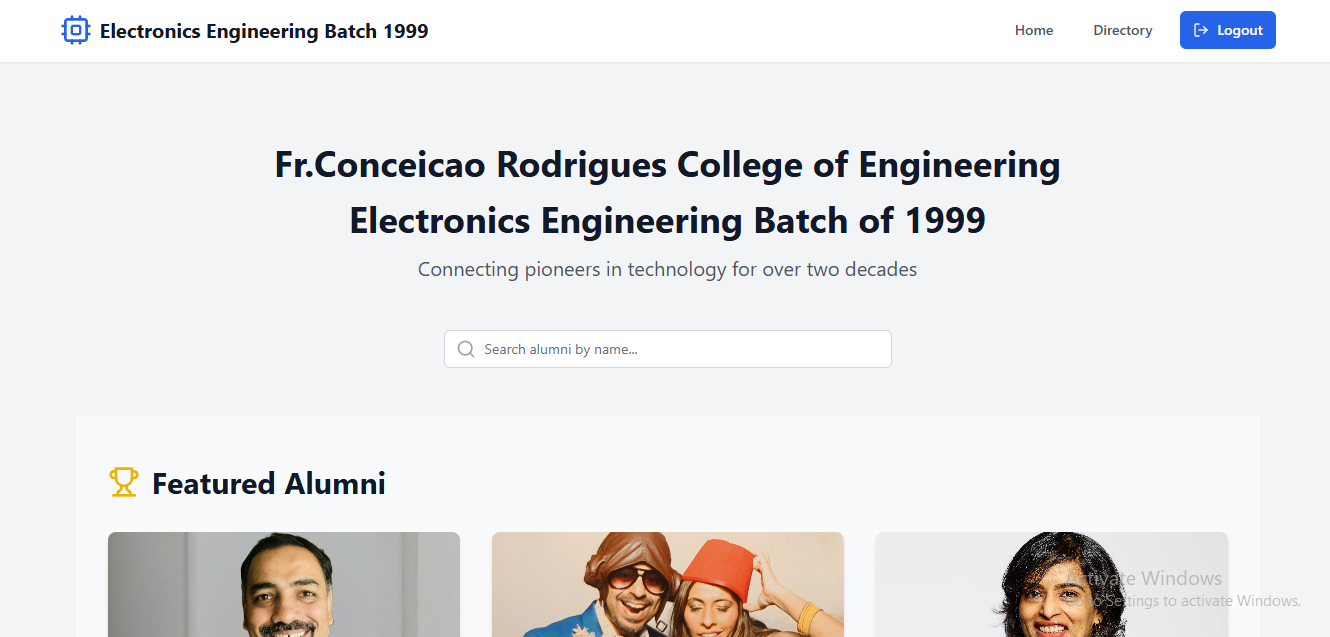 Electronics Engineering Batch 1999
Home
Directory
Logout
Fr.Conceicao Rodrigues College of Engineering
Electronics Engineering Batch of 1999
Connecting pioneers in technology for over two decades
Search alumni by name...
Featured Alumni
Activate Windows
Go to Settings to activate Windows.